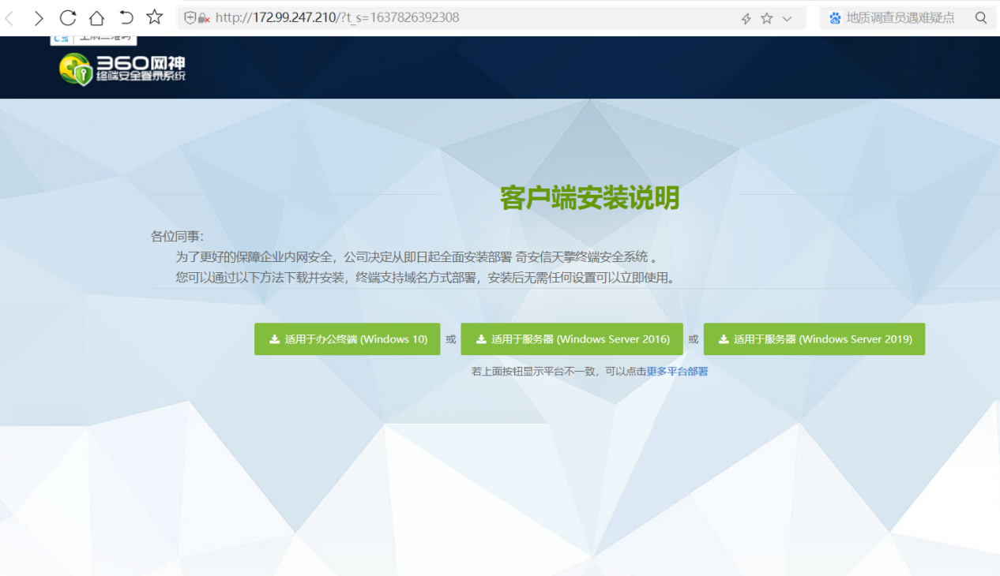 http://172.99.247.210/?t_s=1637826392308
地质调查员遇难疑点
360网神
终端安全登录系统
客户端安装说明
各位同事:
为了更好的保障企业内网安全，公司决定从即日起全面安装部署 奇安信天擎终端安全系统 。
您可以通过以下方法下载并安装，终端支持域名方式部署，安装后无需任何设置可以立即使用。
适用于办公终端 (Windows 10) 或 适用于服务器 (Windows Server 2016) 或 适用于服务器 (Windows Server 2019)
若上面按钮显示平台不一致，可以点击更多平台部署